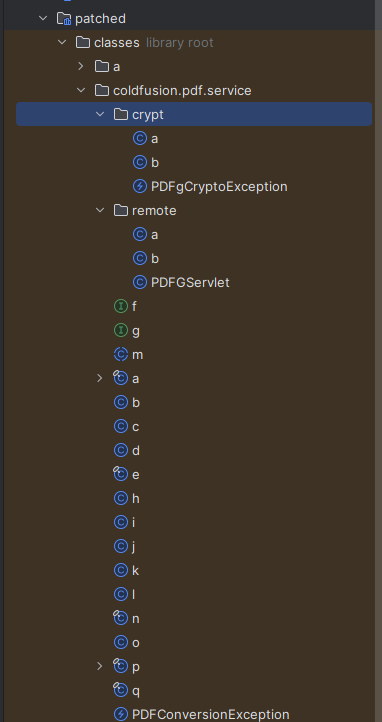 patched
classes library root
a
coldfusion.pdf.service
crypt
a
b
PDFgCryptoException
remote
a
b
PDFGServlet
f
g
m
a
b
c
d
e
h
i
j
k
l
n
o
p
q
PDFConversionException